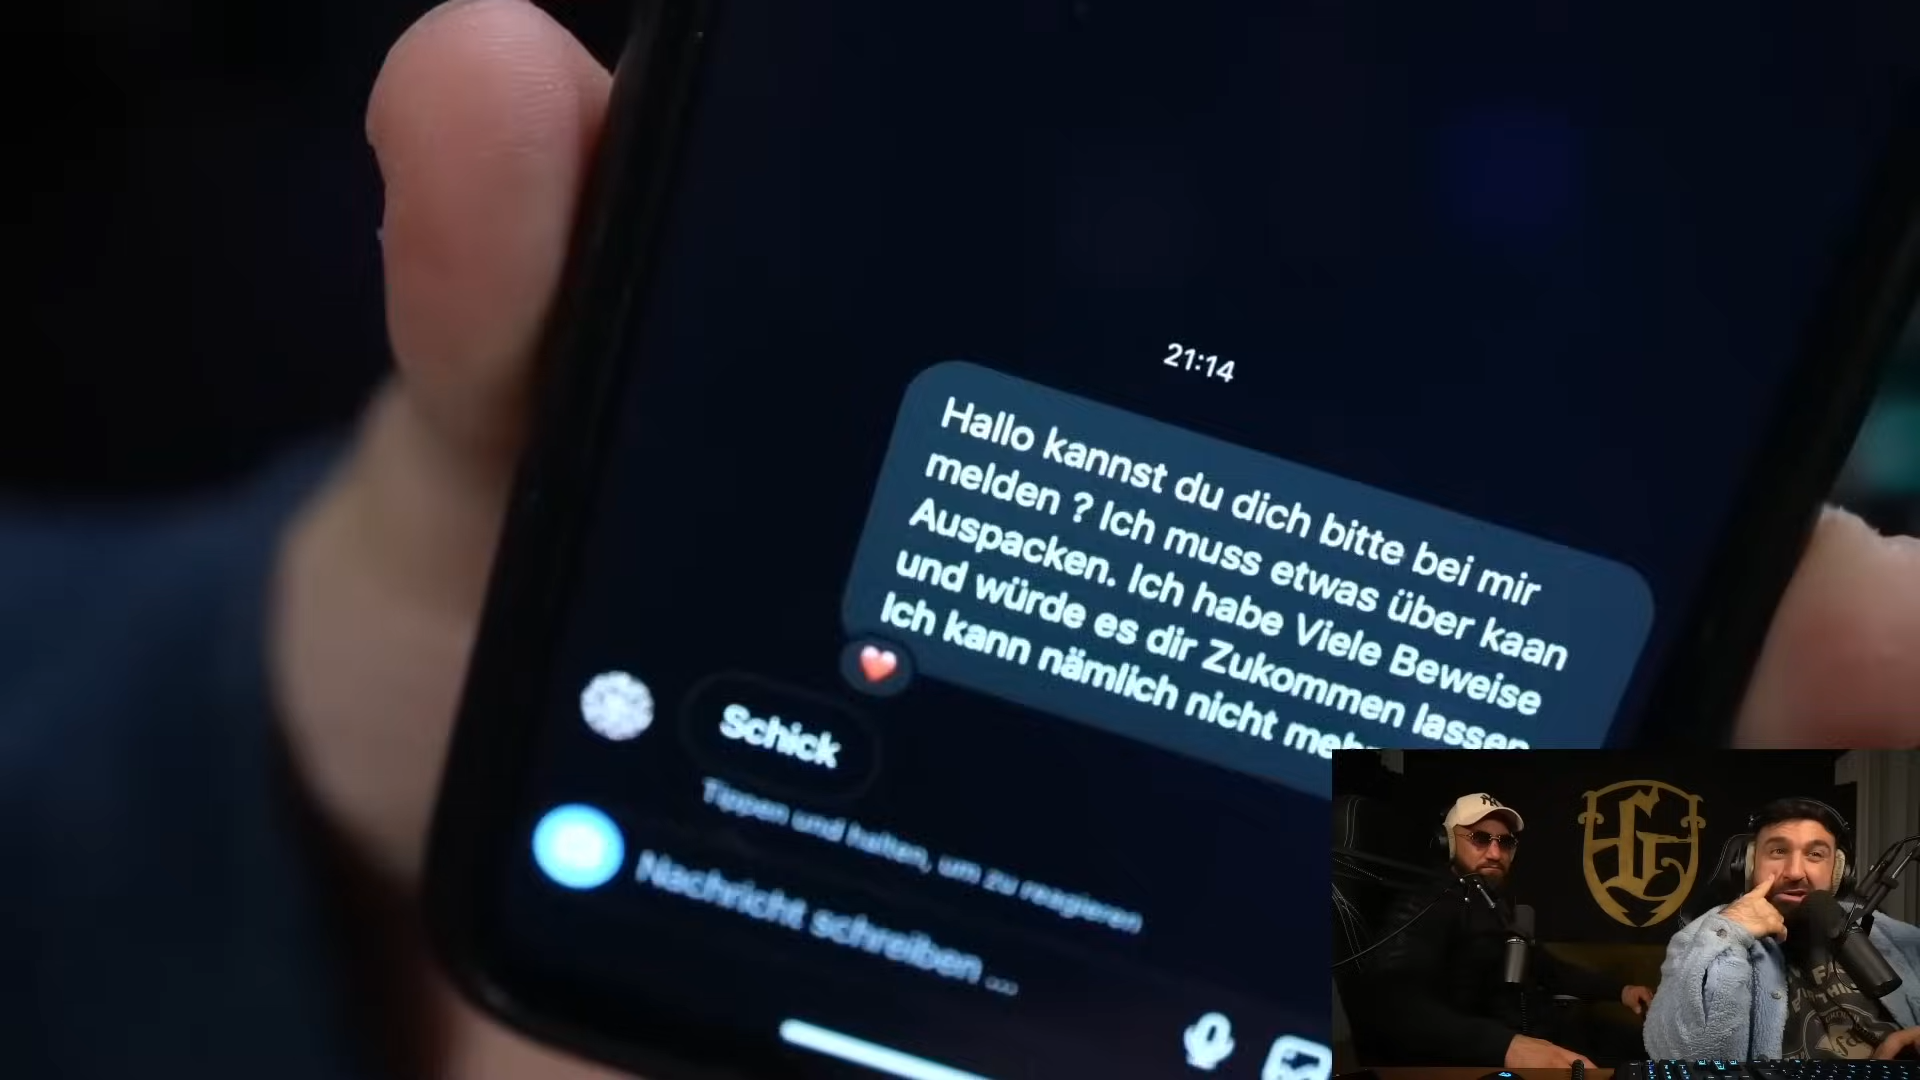 21:14
Hallo kannst du dich bitte bei mir
melden ? Ich muss etwas über kaan
Auspacken. Ich habe Viele Beweise
und würde es dir Zukommen lassen
Ich kann nämlich nicht mehr
Schick
Tippen und halten, um zu reagieren
Nachricht schreiben ...